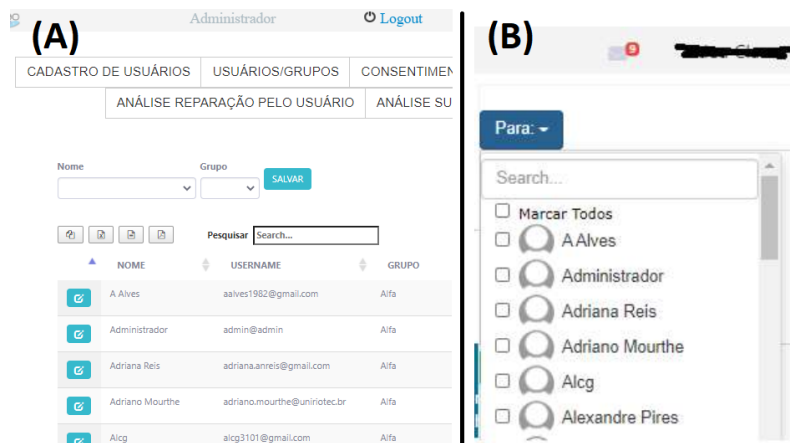 (A)
Administrador
Logout
CADASTRO DE USUÁRIOS
USUÁRIOS/GRUPOS
CONSENTIMEN
ANÁLISE REPARAÇÃO PELO USUÁRIO
ANÁLISE SU
Nome
Grupo
SALVAR
Pesquisar
Search...
NOME
USERNAME
GRUPO
A Alves
aalves1982@gmail.com
Alfa
Administrador
admin@admin
Alfa
Adriana Reis
adriana.anreis@gmail.com
Alfa
Adriano Mourthe
adriano.mourthe@uniriotec.br
Alfa
Alcg
alcg3101@gmail.com
Alfa
(B)
9
Para:
Search...
Marcar Todos
A Alves
Administrador
Adriana Reis
Adriano Mourthe
Alcg
Alexandre Pires